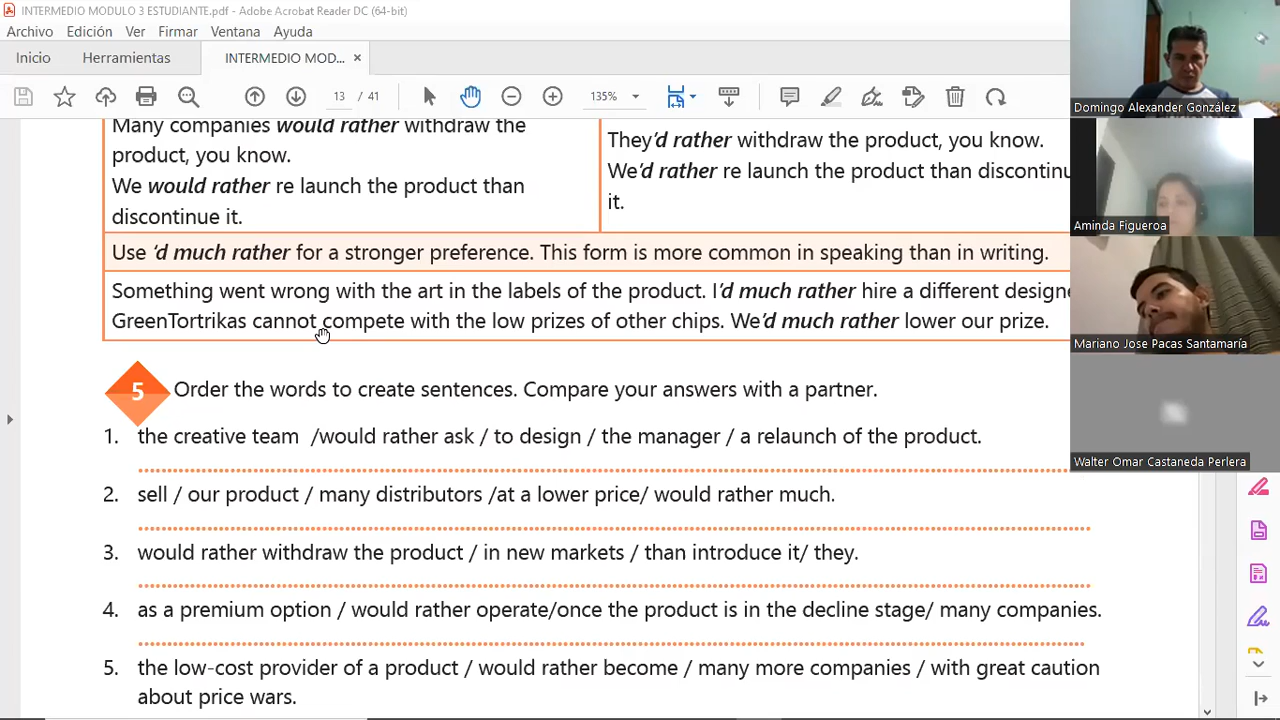 INTERMEDIO MODULO 3 ESTUDIANTE.pdf - Adobe Acrobat Reader DC (64-bit)
Archivo Edición Ver Firmar Ventana Ayuda
Inicio Herramientas INTERMEDIO MOD... ×
13 / 41 135%
Many companies would rather withdraw the
product, you know.
We would rather re launch the product than
discontinue it.
They'd rather withdraw the product, you know.
We'd rather re launch the product than discontinu
it.
Use 'd much rather for a stronger preference. This form is more common in speaking than in writing.
Something went wrong with the art in the labels of the product. I'd much rather hire a different designe
GreenTortrikas cannot compete with the low prizes of other chips. We'd much rather lower our prize.
5 Order the words to create sentences. Compare your answers with a partner.
1. the creative team /would rather ask / to design / the manager / a relaunch of the product.
2. sell / our product / many distributors /at a lower price/ would rather much.
3. would rather withdraw the product / in new markets / than introduce it/ they.
4. as a premium option / would rather operate/once the product is in the decline stage/ many companies.
5. the low-cost provider of a product / would rather become / many more companies / with great caution
about price wars.
Domingo Alexander González
Aminda Figueroa
Mariano Jose Pacas Santamaría
Walter Omar Castaneda Perlera